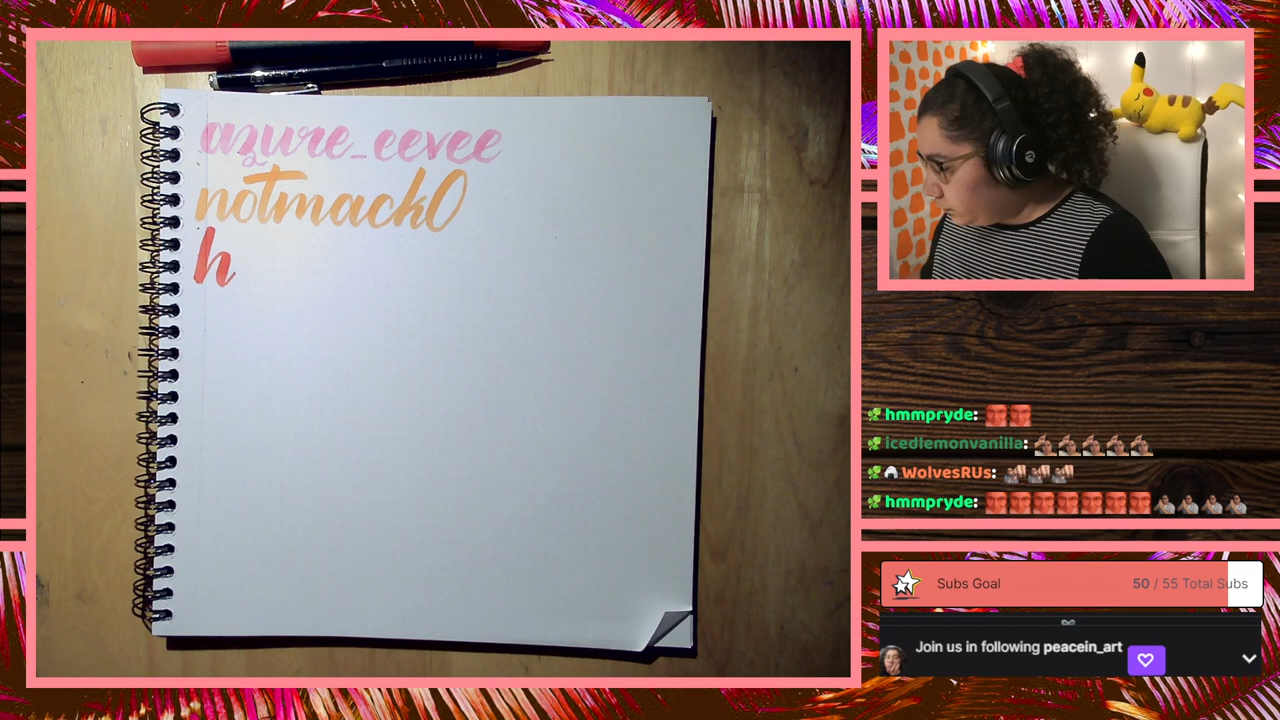 azure_eevee
notmack0
h
hmmpryde:
icedlemonvanilla:
WolvesRUs:
hmmpryde:
Subs Goal
50 / 55 Total Subs
Join us in following peacein_art